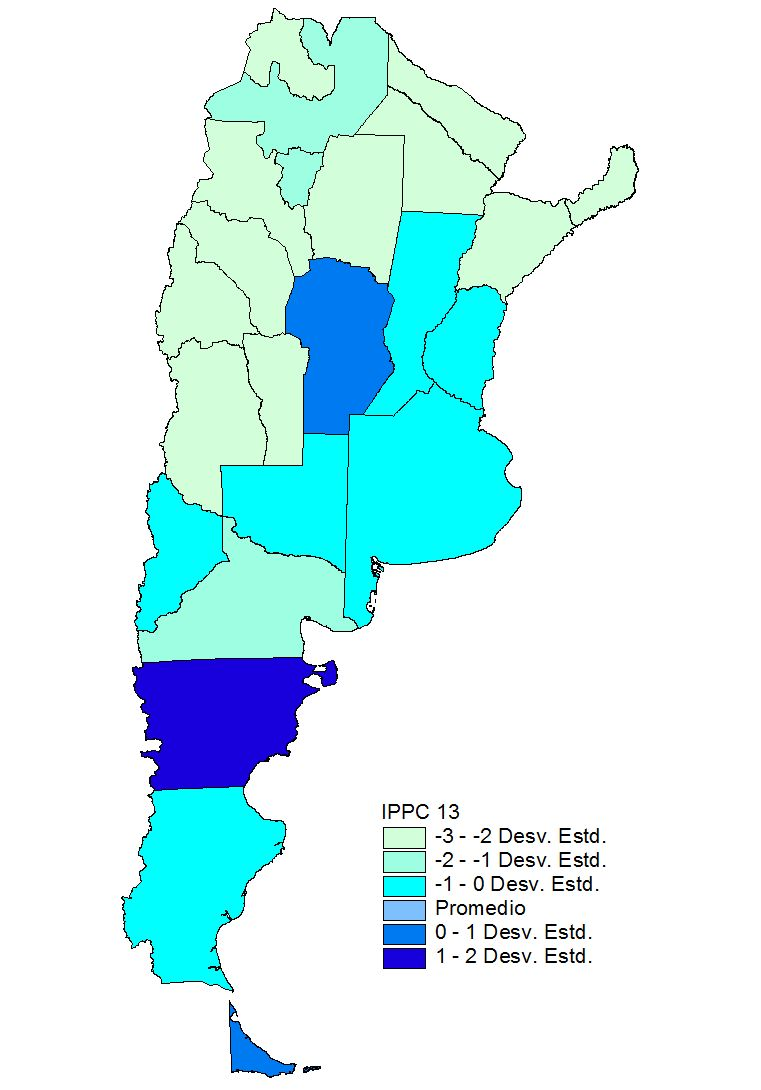 IPPC 13
-3 - -2 Desv. Estd.
-2 - -1 Desv. Estd.
-1 - 0 Desv. Estd.
Promedio
0 - 1 Desv. Estd.
1 - 2 Desv. Estd.